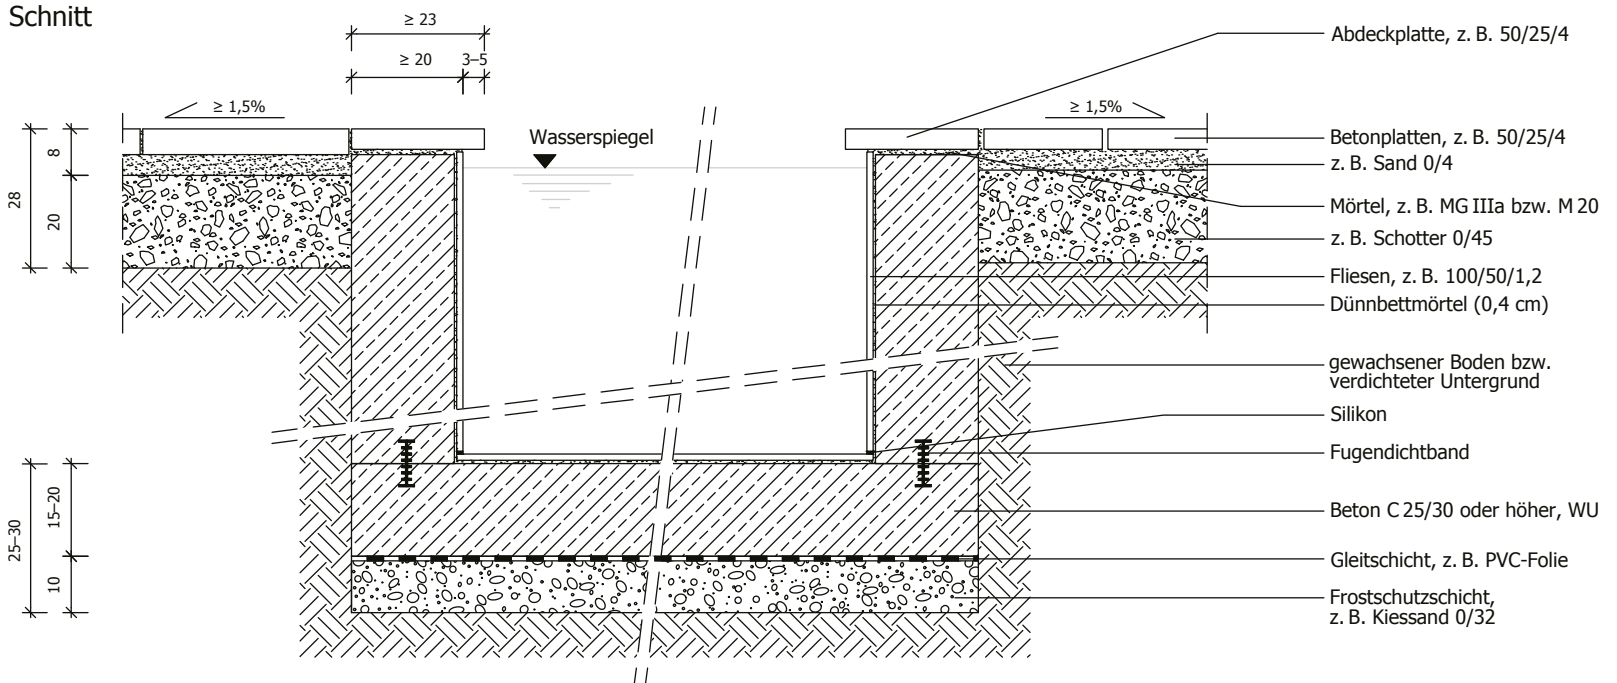 Schnitt
≥ 23
≥ 20
3–5
≥ 1,5%
≥ 1,5%
Wasserspiegel
8
28
20
15–20
25–30
10
Abdeckplatte, z. B. 50/25/4
Betonplatten, z. B. 50/25/4
z. B. Sand 0/4
Mörtel, z. B. MG IIIa bzw. M 20
z. B. Schotter 0/45
Fliesen, z. B. 100/50/1,2
Dünnbettmörtel (0,4 cm)
gewachsener Boden bzw.
verdichteter Untergrund
Silikon
Fugendichtband
Beton C 25/30 oder höher, WU
Gleitschicht, z. B. PVC-Folie
Frostschutzschicht,
z. B. Kiessand 0/32